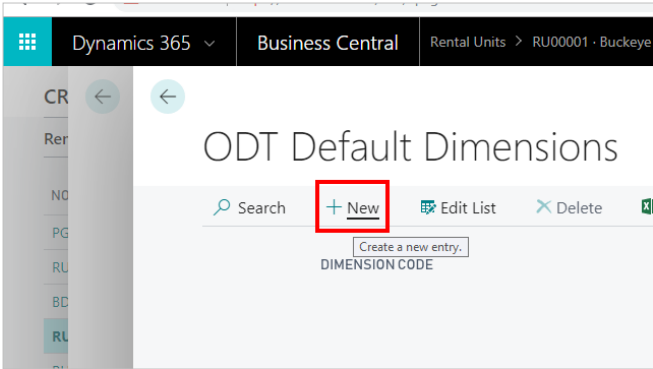 Dynamics 365 Business Central Rental Units > RU00001 · Buckeye
CR
Rer
ODT Default Dimensions
NO
Search + New Edit List Delete
PG
Create a new entry.
RU
DIMENSION CODE
BD
RU